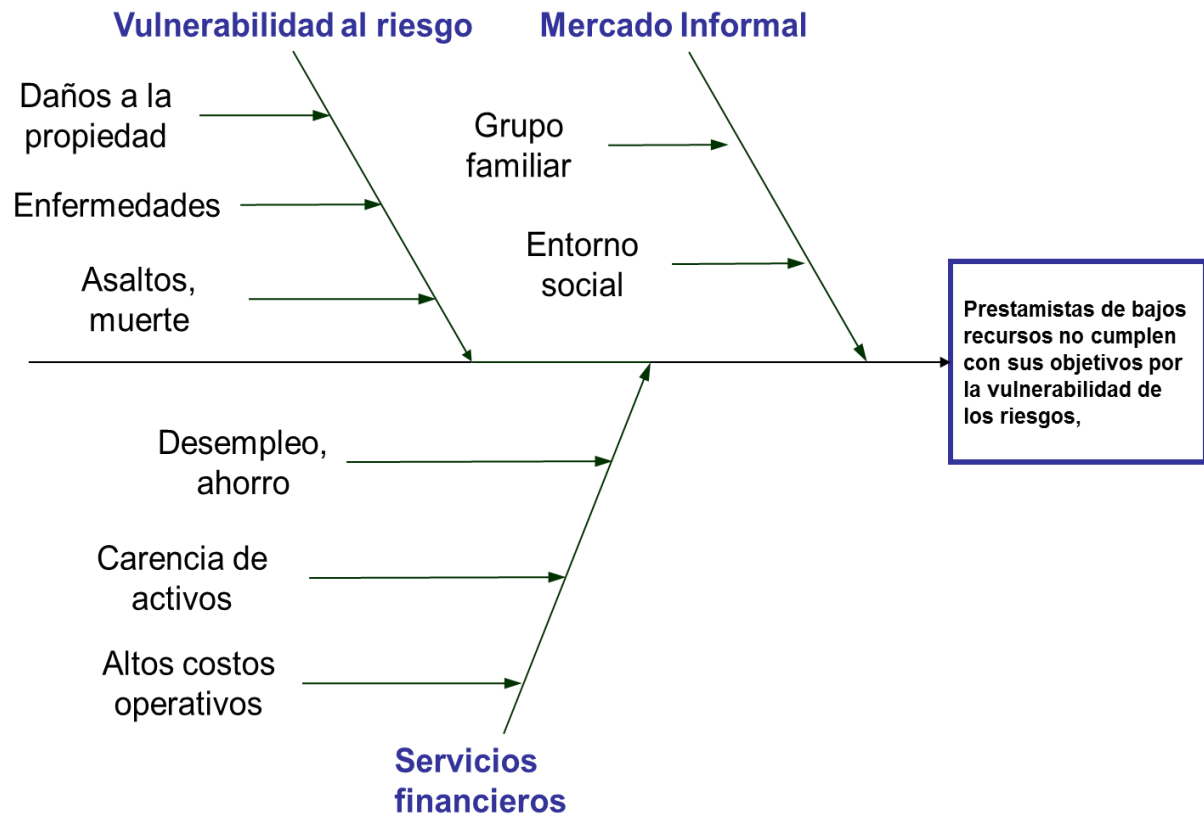 Vulnerabilidad al riesgo
Mercado Informal
Daños a la
propiedad
Enfermedades
Asaltos,
muerte
Grupo
familiar
Entorno
social
Prestamistas de bajos
recursos no cumplen
con sus objetivos por
la vulnerabilidad de
los riesgos,
Desempleo,
ahorro
Carencia de
activos
Altos costos
operativos
Servicios
financieros